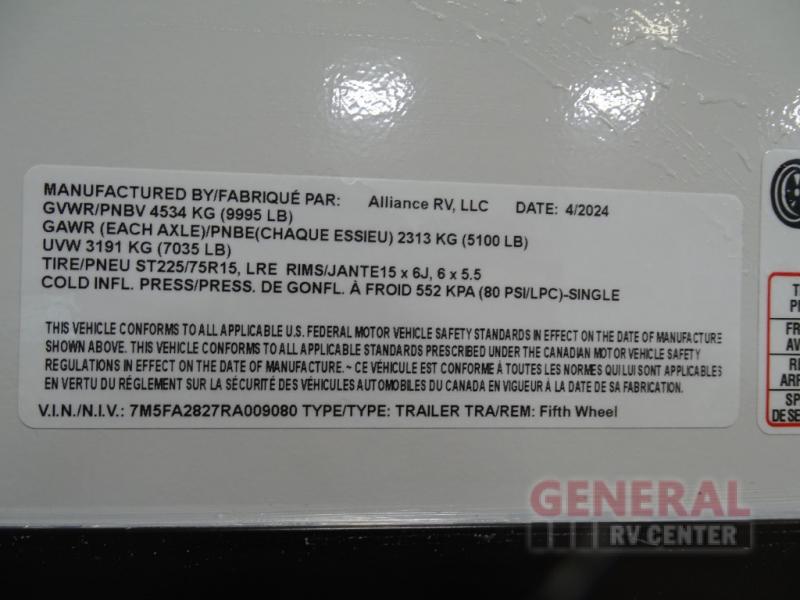 MANUFACTURED BY/FABRIQUÉ PAR: Alliance RV, LLC DATE: 4/2024
GVWR/PNBV 4534 KG (9995 LB)
GAWR (EACH AXLE)/PNBE(CHAQUE ESSIEU) 2313 KG (5100 LB)
UVW 3191 KG (7035 LB)
TIRE/PNEU ST225/75R15, LRE RIMS/JANTE15 x 6J, 6 x 5.5
COLD INFL. PRESS/PRESS. DE GONFL. À FROID 552 KPA (80 PSI/LPC)-SINGLE
THIS VEHICLE CONFORMS TO ALL APPLICABLE U.S. FEDERAL MOTOR VEHICLE SAFETY STANDARDS IN EFFECT ON THE DATE OF MANUFACTURE
SHOWN ABOVE. THIS VEHICLE CONFORMS TO ALL APPLICABLE STANDARDS PRESCRIBED UNDER THE CANADIAN MOTOR VEHICLE SAFETY
REGULATIONS IN EFFECT ON THE DATE OF MANUFACTURE. ~ CE VÉHICULE EST CONFORME À TOUTES LES NORMES QUI LUI SONT APPLICABLES
EN VERTU DU RÉGLEMENT SUR LA SÉCURITÉ DES VÉHICULES AUTOMOBILES DU CANADA EN VIGUEUR À LA DATE DE SA FABRICATION.
V.I.N./N.I.V.: 7M5FA2827RA009080 TYPE/TYPE: TRAILER TRA/REM: Fifth Wheel
GENERAL
RV CENTER